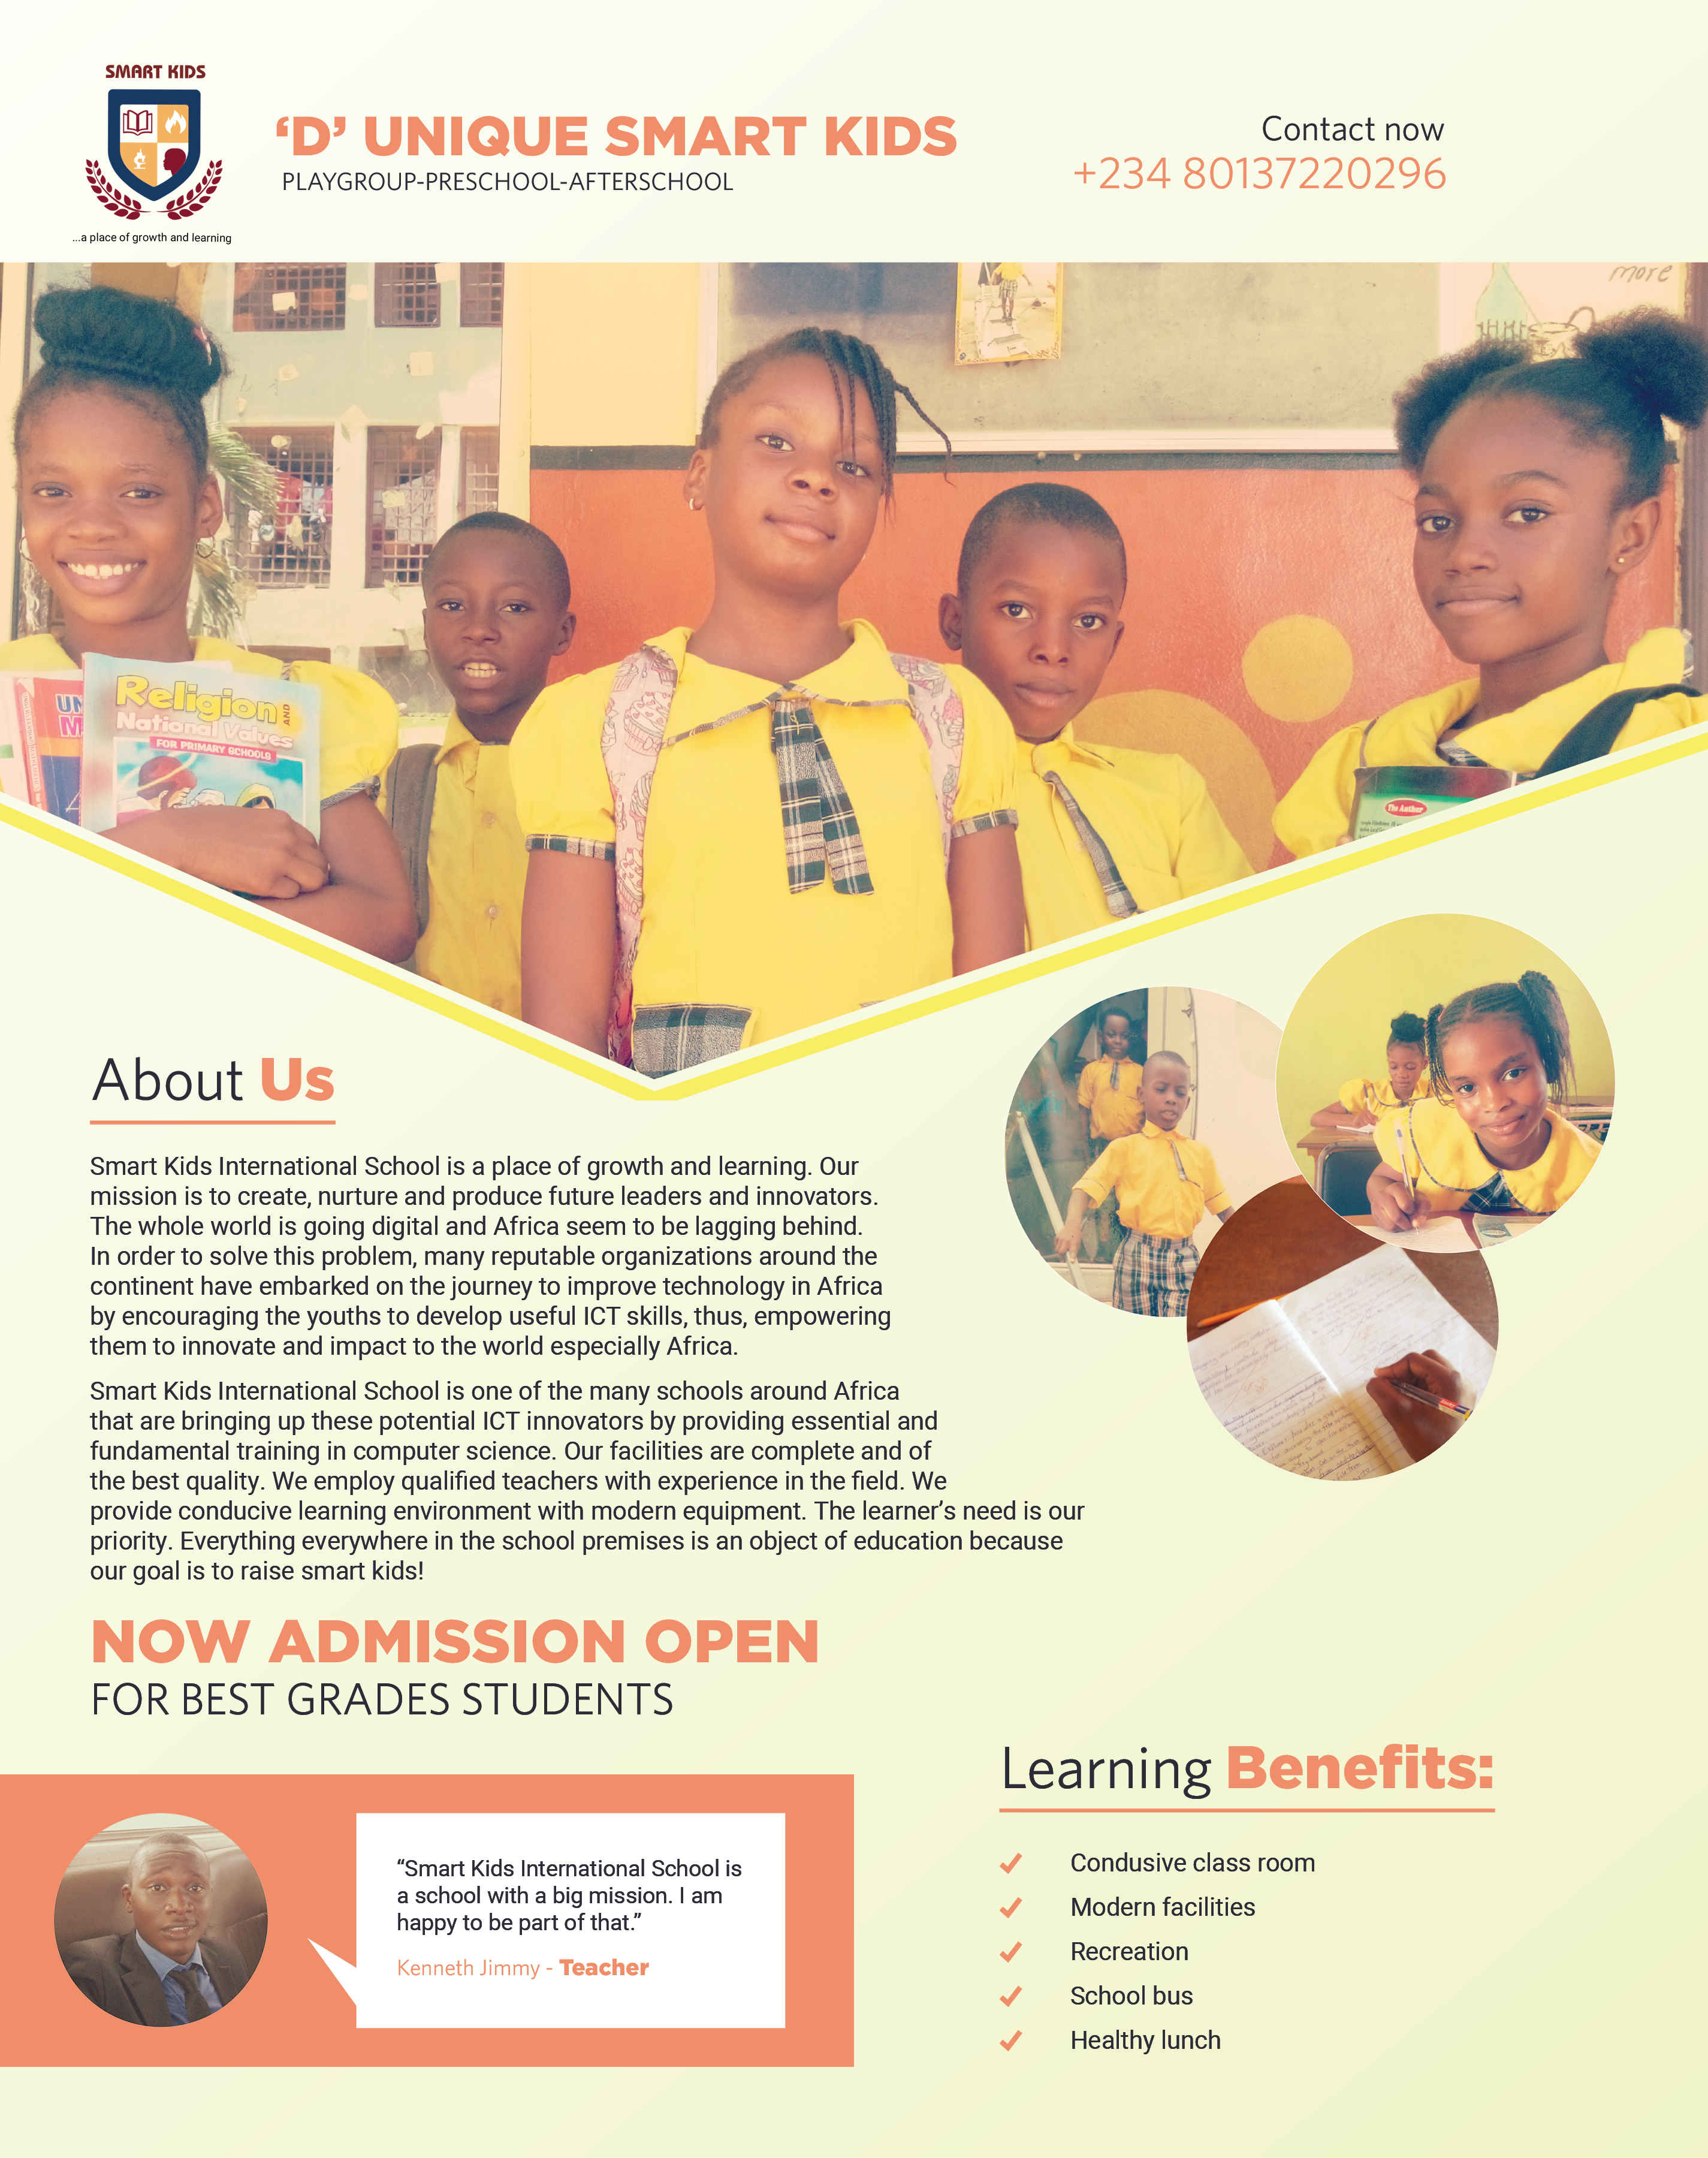 SMART KIDS
...a place of growth and learning
‘D’ UNIQUE SMART KIDS
PLAYGROUP-PRESCHOOL-AFTERSCHOOL
Contact now
+234 80137220296
more
Religion AND
National Values
FOR PRIMARY SCHOOLS
The Author
About Us
Smart Kids International School is a place of growth and learning. Our
mission is to create, nurture and produce future leaders and innovators.
The whole world is going digital and Africa seem to be lagging behind.
In order to solve this problem, many reputable organizations around the
continent have embarked on the journey to improve technology in Africa
by encouraging the youths to develop useful ICT skills, thus, empowering
them to innovate and impact to the world especially Africa.
Smart Kids International School is one of the many schools around Africa
that are bringing up these potential ICT innovators by providing essential and
fundamental training in computer science. Our facilities are complete and of
the best quality. We employ qualified teachers with experience in the field. We
provide conducive learning environment with modern equipment. The learner’s need is our
priority. Everything everywhere in the school premises is an object of education because
our goal is to raise smart kids!
NOW ADMISSION OPEN
FOR BEST GRADES STUDENTS
“Smart Kids International School is
a school with a big mission. I am
happy to be part of that.”
Kenneth Jimmy - Teacher
Learning Benefits:
Condusive class room
Modern facilities
Recreation
School bus
Healthy lunch